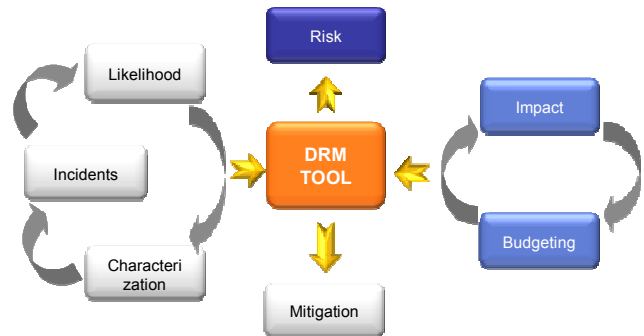 Risk
Likelihood
Impact
DRM
TOOL
Incidents
Budgeting
Characteri
zation
Mitigation